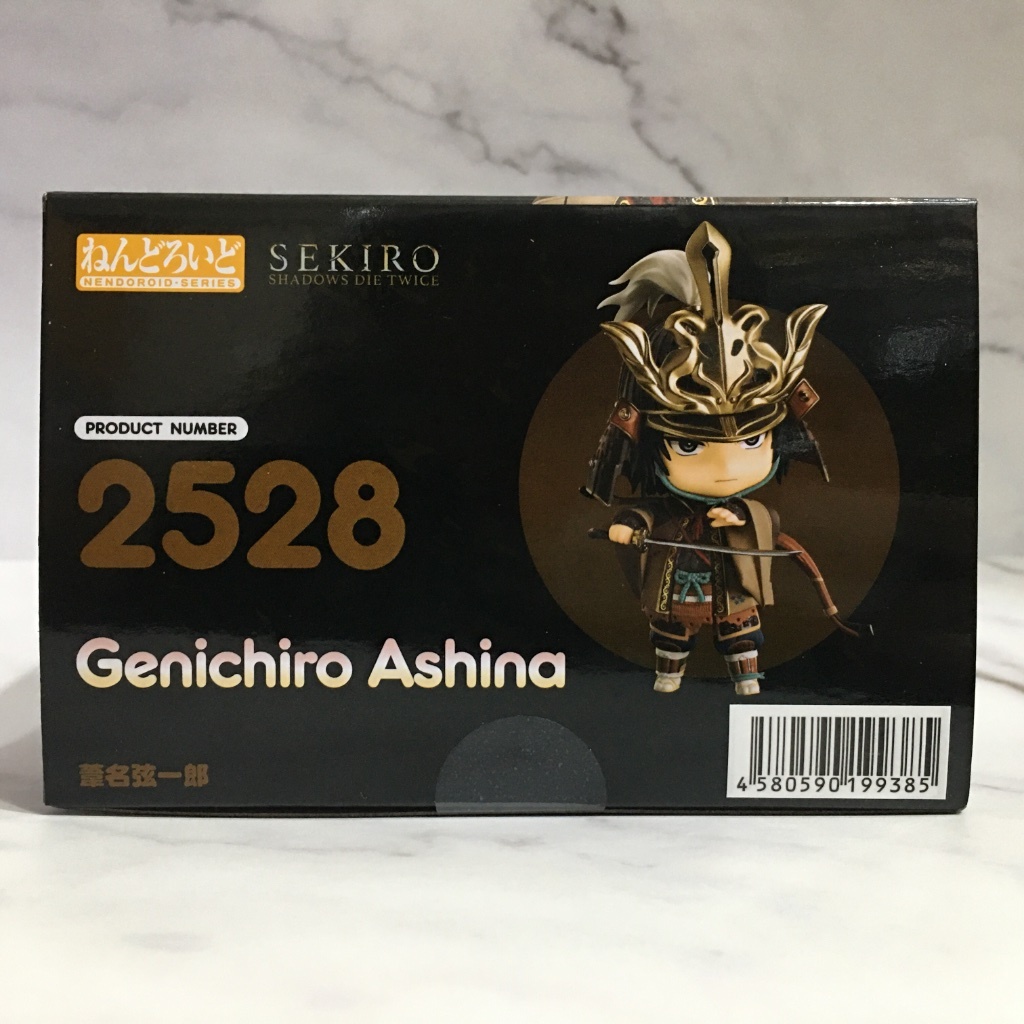 ねんどろいど
NENDOROID・SERIES
SEKIRO
SHADOWS DIE TWICE
PRODUCT NUMBER
2528
Genichiro Ashina
葦名弦一郎
4 580590 199385